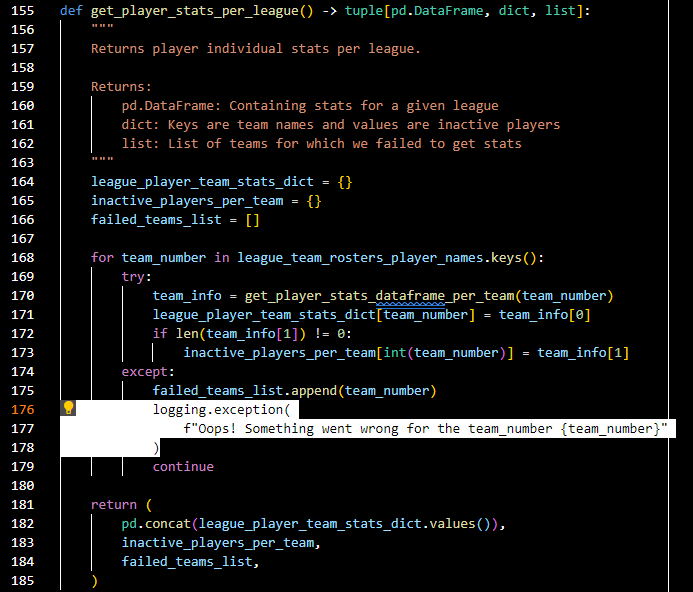 155 def get_player_stats_per_league() -> tuple[pd.DataFrame, dict, list]:
156     """
157     Returns player individual stats per league.
158
159     Returns:
160         pd.DataFrame: Containing stats for a given league
161         dict: Keys are team names and values are inactive players
162         list: List of teams for which we failed to get stats
163     """
164     league_player_team_stats_dict = {}
165     inactive_players_per_team = {}
166     failed_teams_list = []
167
168     for team_number in league_team_rosters_player_names.keys():
169         try:
170             team_info = get_player_stats_dataframe_per_team(team_number)
171             league_player_team_stats_dict[team_number] = team_info[0]
172             if len(team_info[1]) != 0:
173                 inactive_players_per_team[int(team_number)] = team_info[1]
174         except:
175             failed_teams_list.append(team_number)
176             logging.exception(
177                 f"Oops! Something went wrong for the team_number {team_number}"
178             )
179             continue
180
181     return (
182         pd.concat(league_player_team_stats_dict.values()),
183         inactive_players_per_team,
184         failed_teams_list,
185     )